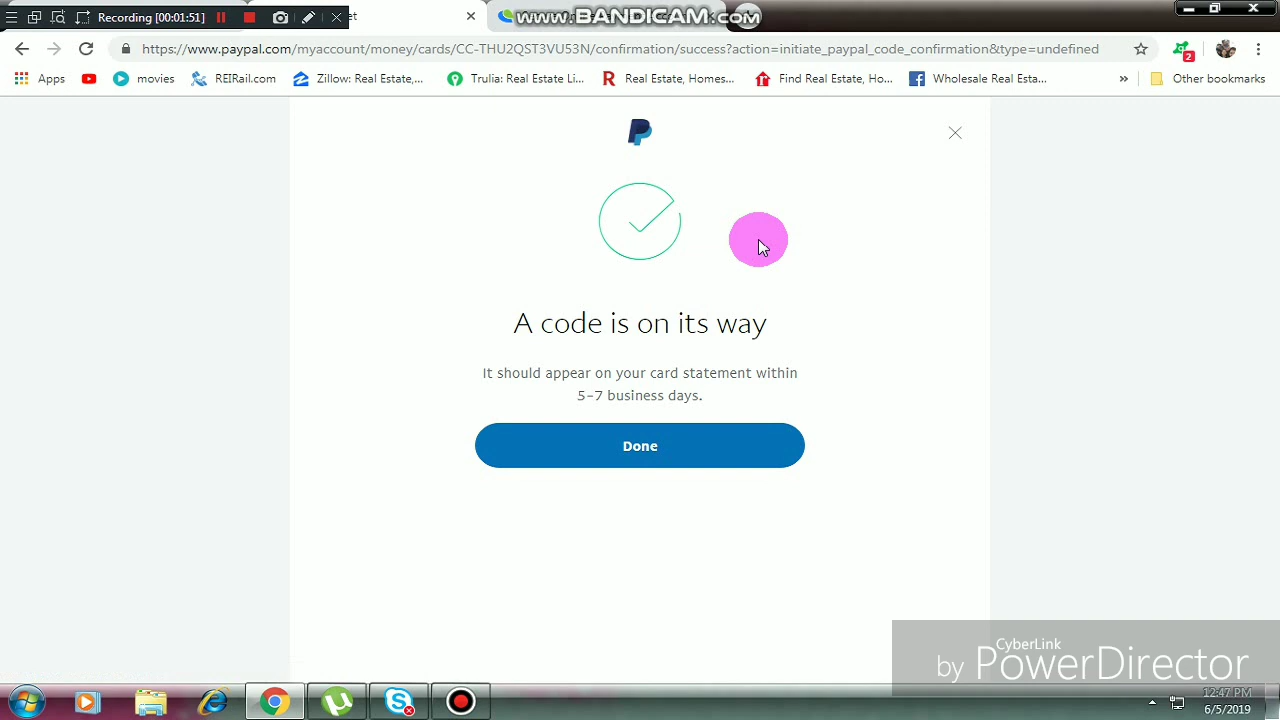 Recording [00:01:51]
et
www.BANDICAM.com
https://www.paypal.com/myaccount/money/cards/CC-THU2QST3VU53N/confirmation/success?action=initiate_paypal_code_confirmation&type=undefined
2
Apps
movies
REIRail.com
Zillow: Real Estate,...
Trulia: Real Estate Li...
Real Estate, Homes...
Find Real Estate, Ho...
Wholesale Real Esta...
»
Other bookmarks
A code is on its way
It should appear on your card statement within
5-7 business days.
Done
CyberLink
by PowerDirector
12:47 PM
6/5/2019